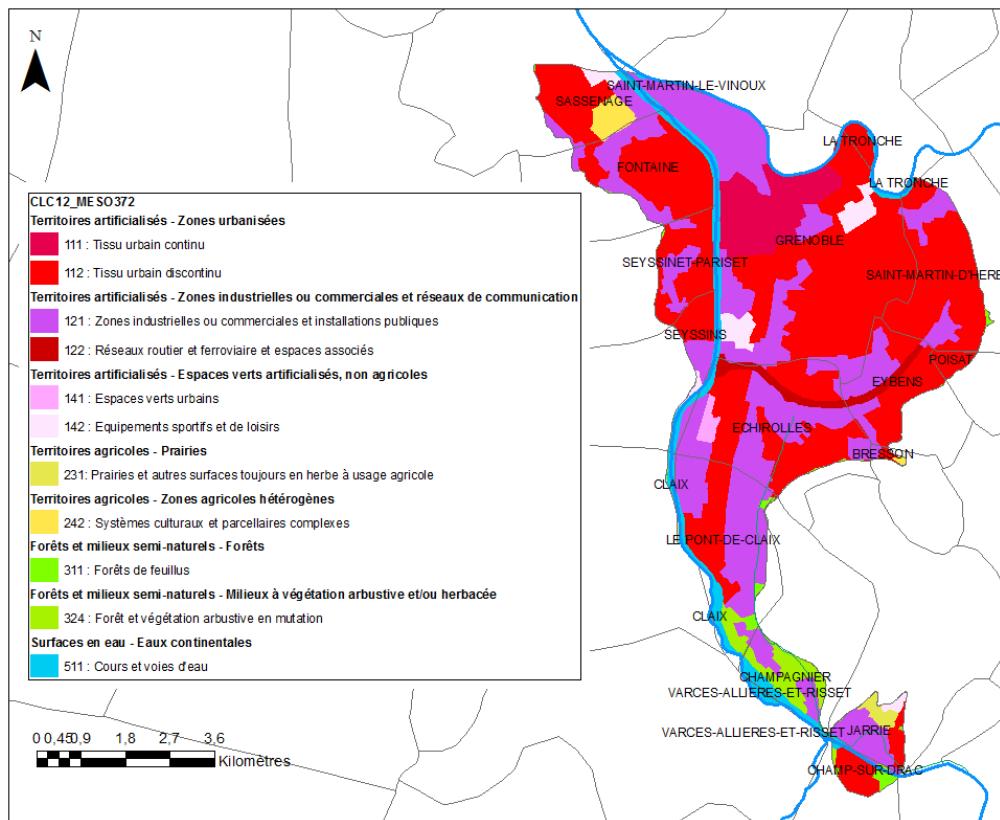 N
SAINT-MARTIN-LE-VINOUX
SASSENAGE
LA TRONCHE
FONTAINE
LA TRONCHE
GRENOBLE
SEYSSINET-PARISET
SAINT-MARTIN-D'HERE
SEYSSINS
POISAT
EYBENS
ECHIROLLES
BRESSON
CLAIX
LE PONT-DE-CLAIX
CLAIX
CHAMPAGNIER
VARCES-ALLIERES-ET-RISSET
VARCES-ALLIERES-ET-RISSET
JARRIE
CHAMP-SUR-DRAC
CLC12_MESO372
Territoires artificialisés - Zones urbanisées
111 : Tissu urbain continu
112 : Tissu urbain discontinu
Territoires artificialisés - Zones industrielles ou commerciales et réseaux de communication
121 : Zones industrielles ou commerciales et installations publiques
122 : Réseaux routier et ferroviaire et espaces associés
Territoires artificialisés - Espaces verts artificialisés, non agricoles
141 : Espaces verts urbains
142 : Equipements sportifs et de loisirs
Territoires agricoles - Prairies
231 : Prairies et autres surfaces toujours en herbe à usage agricole
Territoires agricoles - Zones agricoles hétérogènes
242 : Systèmes culturaux et parcellaires complexes
Forêts et milieux semi-naturels - Forêts
311 : Forêts de feuillus
Forêts et milieux semi-naturels - Milieux à végétation arbustive et/ou herbacée
324 : Forêt et végétation arbustive en mutation
Surfaces en eau - Eaux continentales
511 : Cours et voies d'eau
0 0,45 0,9 1,8 2,7 3,6
Kilomètres